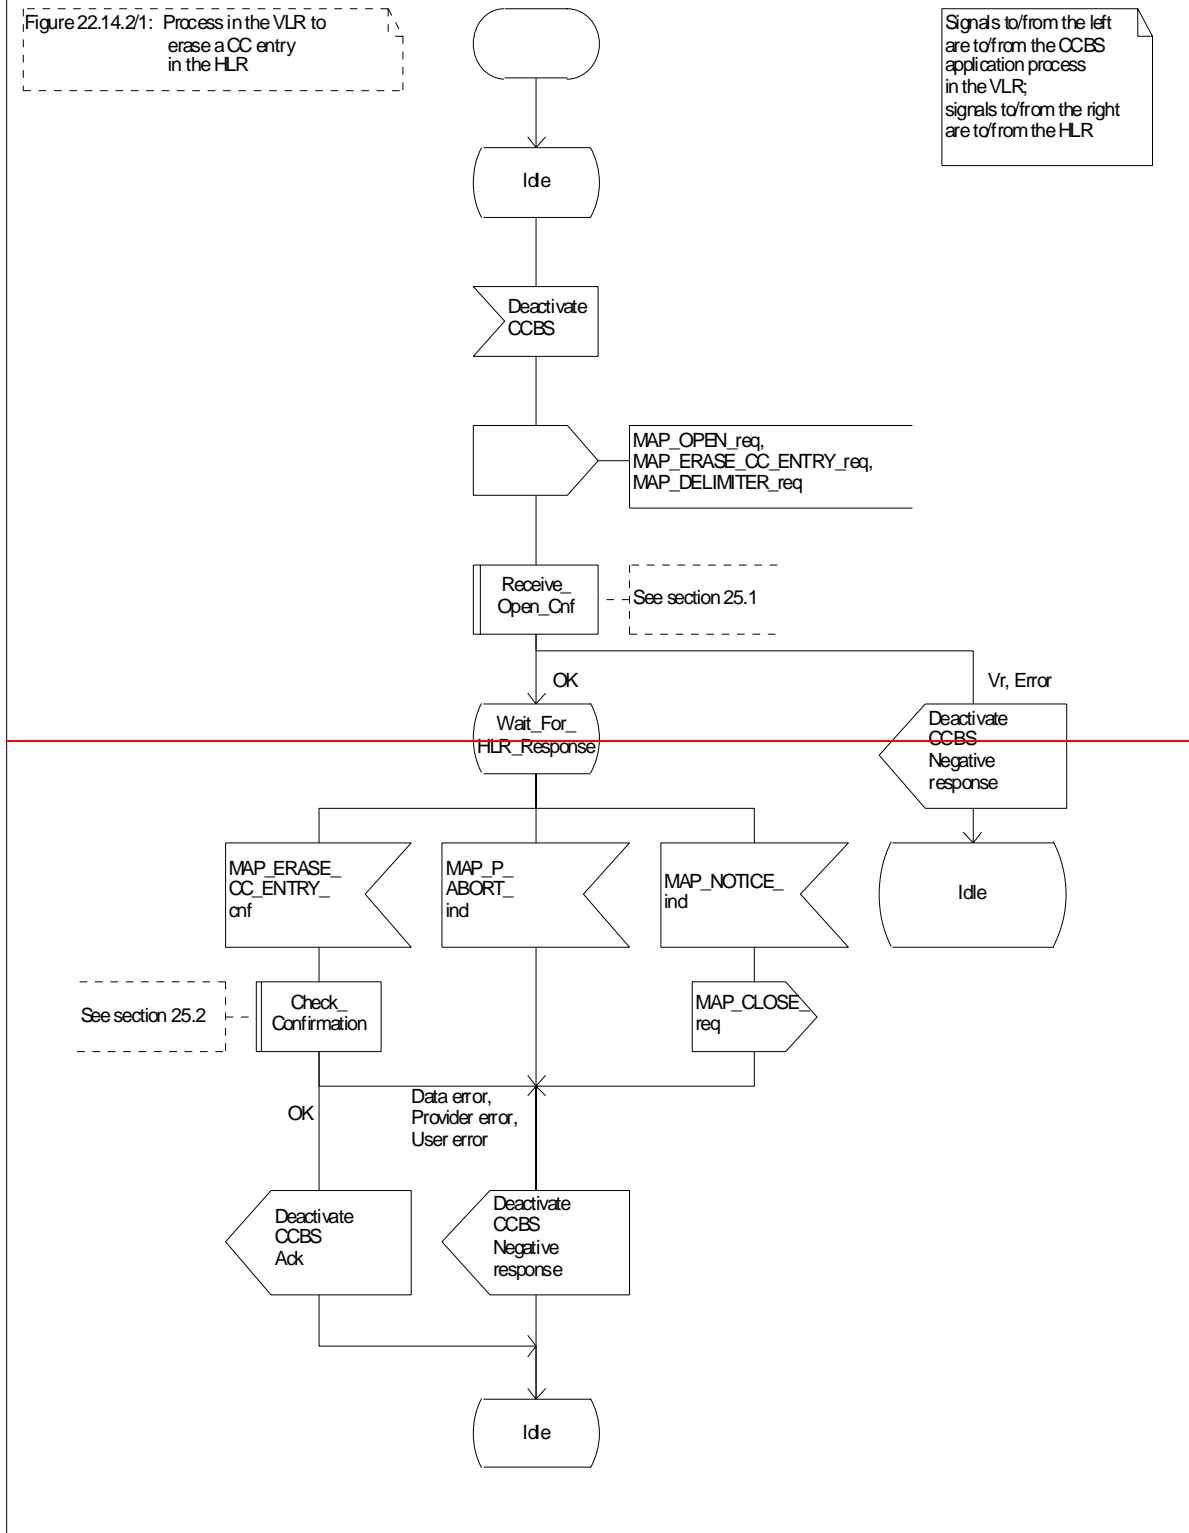 Figure 22.14.2/1: Process in the VLR to
erase a CC entry
in the HLR
Signals to/from the left
are to/from the CCBS
application process
in the VLR;
signals to/from the right
are to/from the HLR
Idle
Deactivate
CCBS
MAP_OPEN_req,
MAP_ERASE_CC_ENTRY_req,
MAP_DELIMITER_req
Receive_
Open_Cnf
See section 25.1
OK
Vr, Error
Wait_For_
HLR_Response
Deactivate
CCBS
Negative
response
MAP_ERASE_
CC_ENTRY_
cnf
MAP_P_
ABORT_
ind
MAP_NOTICE_
ind
Idle
See section 25.2
Check_
Confirmation
MAP_CLOSE_
req
OK
Data error,
Provider error,
User error
Deactivate
CCBS
Ack
Deactivate
CCBS
Negative
response
Idle